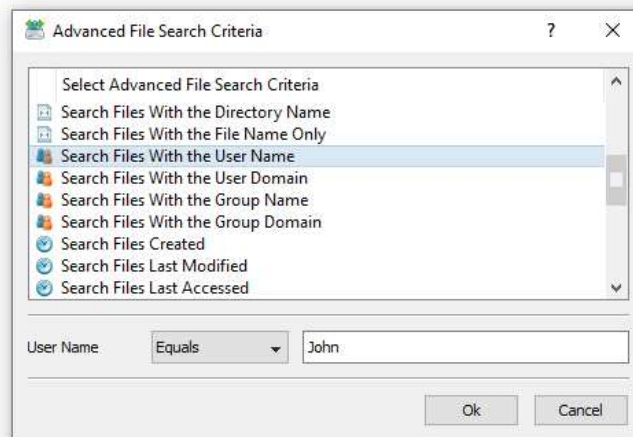 Advanced File Search Criteria ?
Select Advanced File Search Criteria
Search Files With the Directory Name
Search Files With the File Name Only
Search Files With the User Name
Search Files With the User Domain
Search Files With the Group Name
Search Files With the Group Domain
Search Files Created
Search Files Last Modified
Search Files Last Accessed
User Name Equals John
Ok Cancel